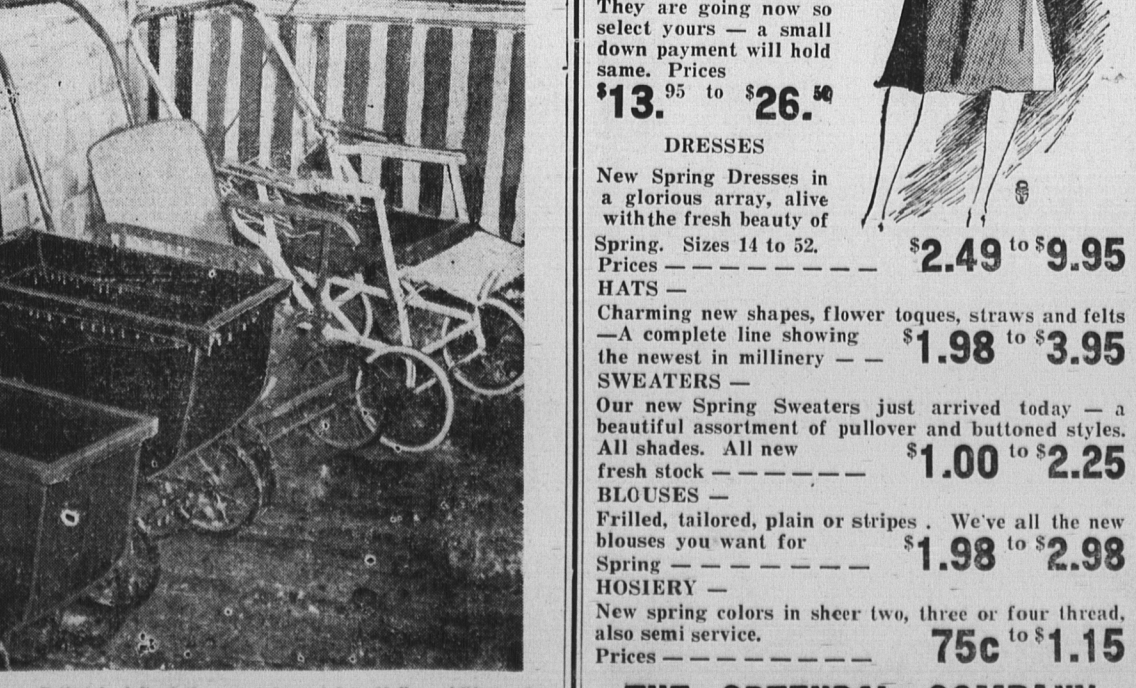 They are going now so
select yours — a small
down payment will hold
same. Prices
$13.95 to $26.50
DRESSES
New Spring Dresses in
a glorious array, alive
with the fresh beauty of
Spring. Sizes 14 to 52.
Prices — — — — — — — — $2.49 to $9.95
HATS —
Charming new shapes, flower toques, straws and felts
—A complete line showing
the newest in millinery — — $1.98 to $3.95
SWEATERS —
Our new Spring Sweaters just arrived today — a
beautiful assortment of pullover and buttoned styles.
All shades. All new
fresh stock — — — — — — $1.00 to $2.25
BLOUSES —
Frilled, tailored, plain or stripes . We've all the new
blouses you want for
Spring — — — — — — — — $1.98 to $2.98
HOSIERY —
New spring colors in sheer two, three or four thread,
also semi service.
Prices — — — — — — — — 75c to $1.15